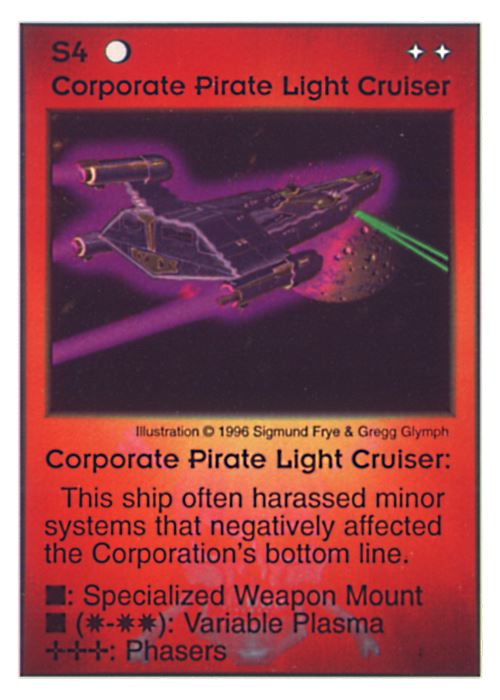 S4
Corporate Pirate Light Cruiser
Illustration © 1996 Sigmund Frye & Gregg Glymph
Corporate Pirate Light Cruiser:
This ship often harassed minor
systems that negatively affected
the Corporation's bottom line.
■: Specialized Weapon Mount
■ (✷-✷✷): Variable Plasma
✢✢✢: Phasers